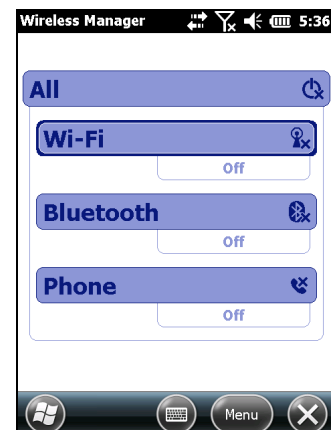 Wireless Manager 5:36
All
Wi-Fi
Off
Bluetooth
Off
Phone
Off
Menu